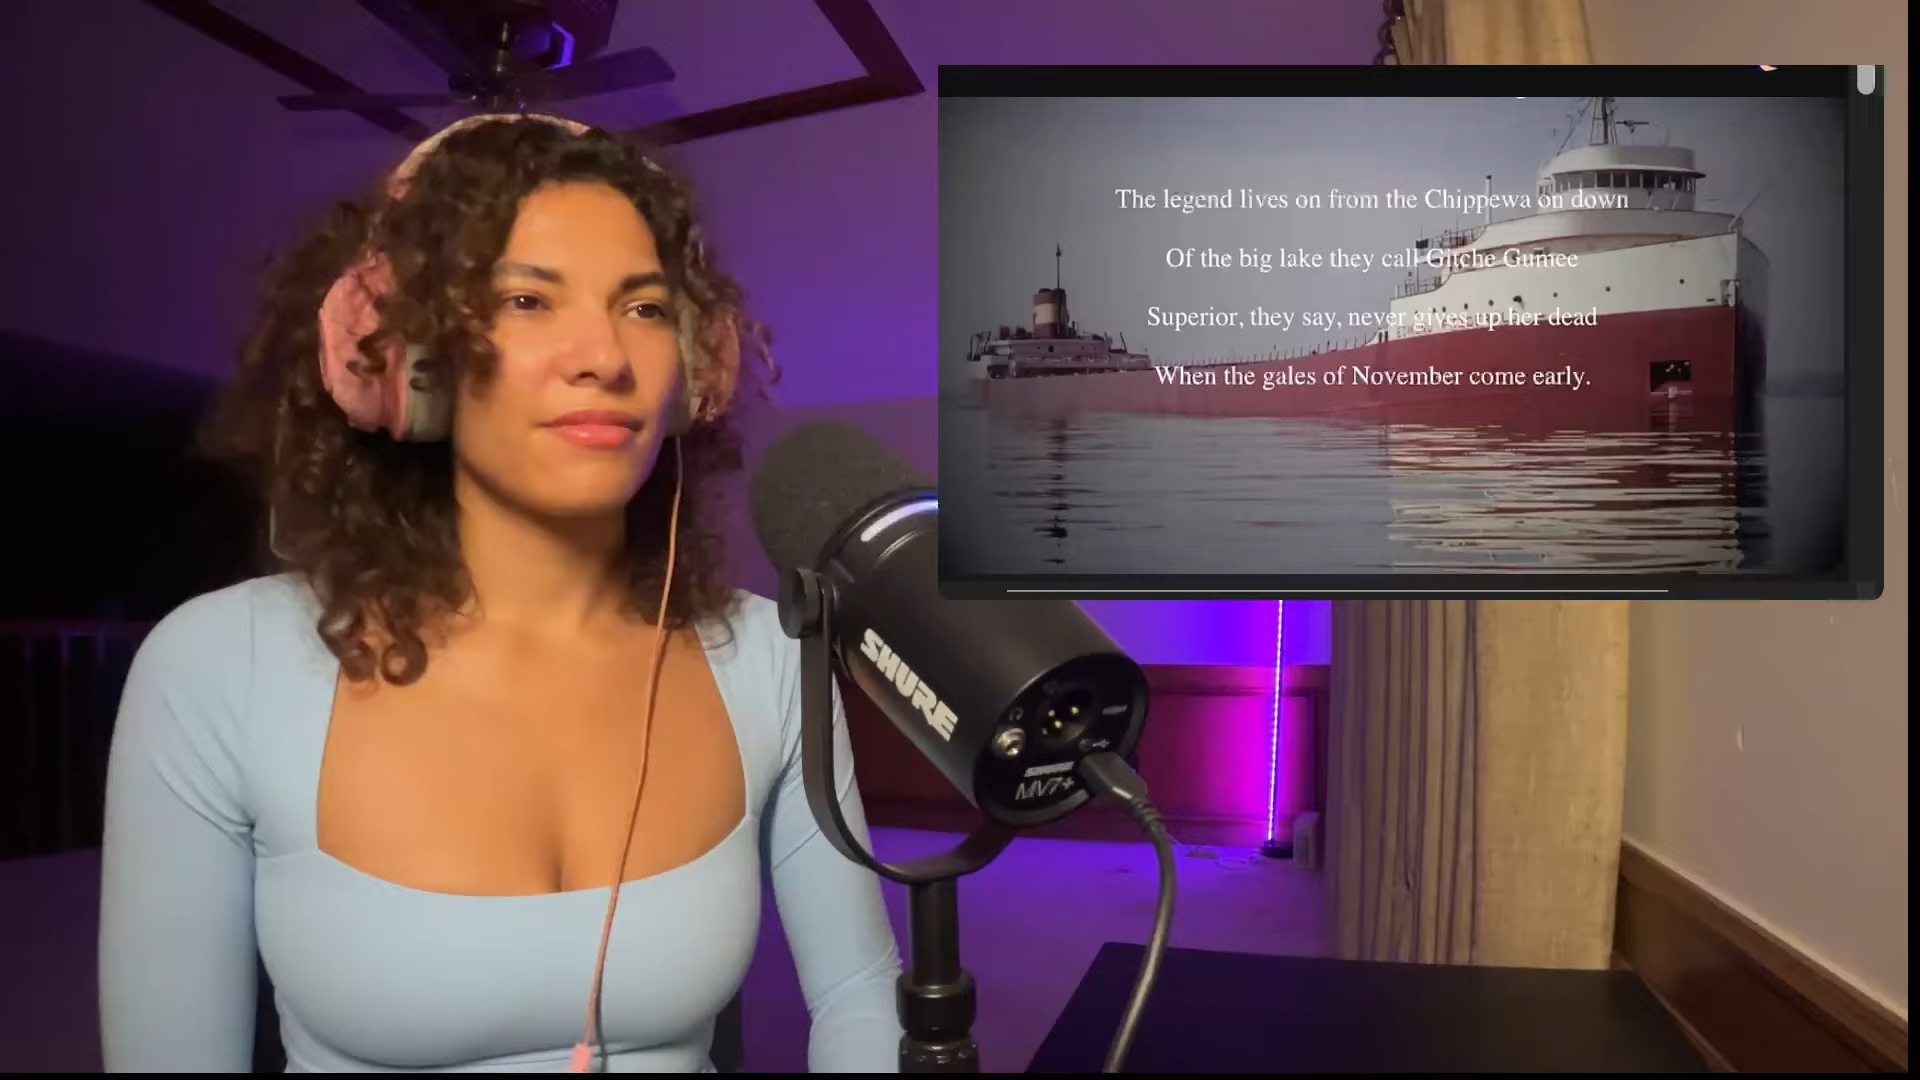 The legend lives on from the Chippewa on down
Of the big lake they call Gitche Gumee
Superior, they say, never gives up her dead
When the gales of November come early.
SHURE
SHURE
MV7+